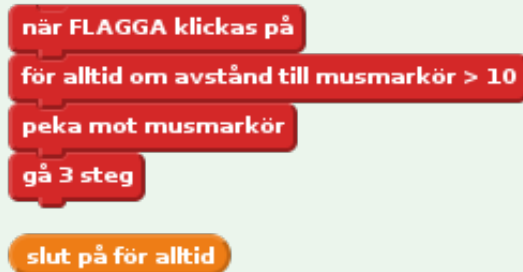 när FLAGGA klickas på
för alltid om avstånd till musmarkör > 10
peka mot musmarkör
gå 3 steg
slut på för alltid